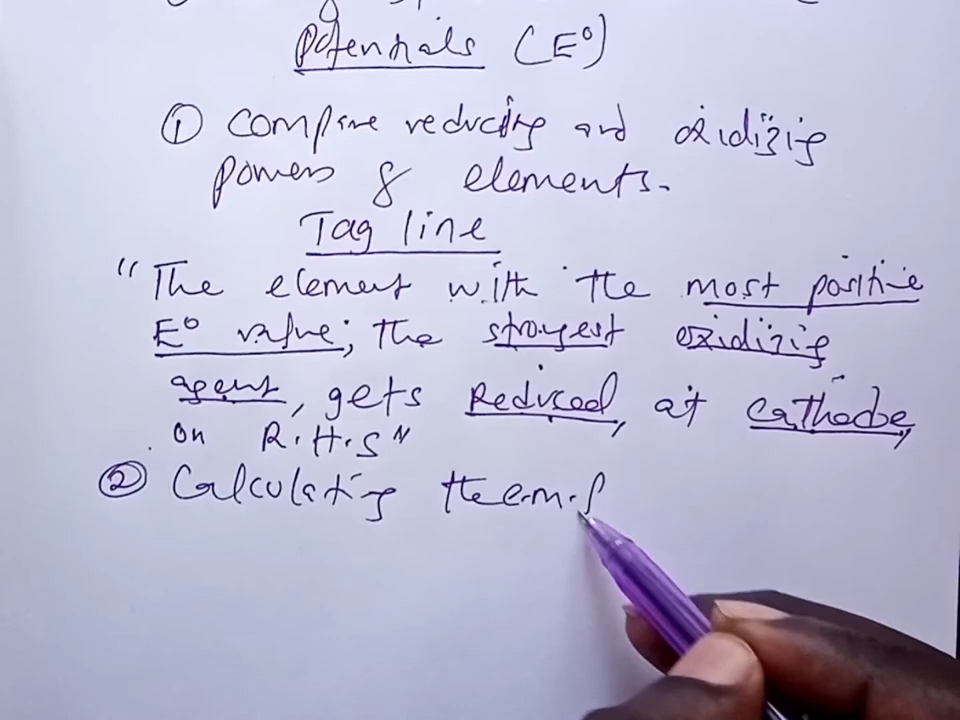 Potentials (E°)
① Compare reducing and oxidizing
powers of elements.
Tag line
"The element with the most positive
E° value; the strongest oxidizing
agent, gets Reduced, at Cathode,
on R.H.S"
② Calculating the e.m.f